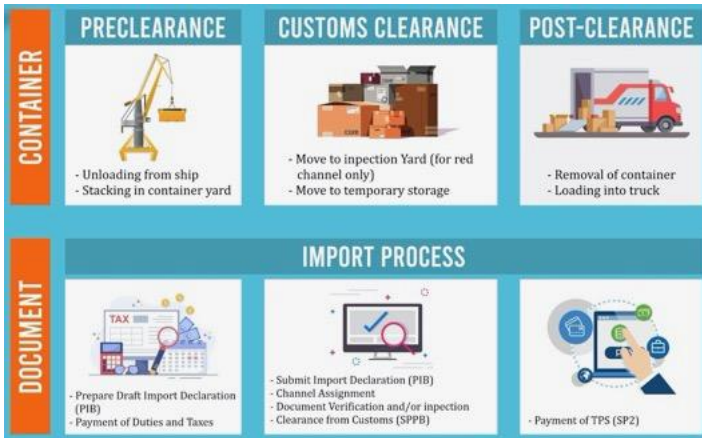 PRECLEARANCE
CUSTOMS CLEARANCE
POST-CLEARANCE
CONTAINER
- Unloading from ship
- Stacking in container yard
- Move to inpection Yard (for red
channel only)
- Move to temporary storage
- Removal of container
- Loading into truck
IMPORT PROCESS
DOCUMENT
TAX
- Prepare Draft Import Declaration
(PIB)
- Payment of Duties and Taxes
- Submit Import Declaration (PIB)
- Channel Assignment
- Document Verification and/or inpection
- Clearance from Customs (SPPB)
- Payment of TPS (SP2)